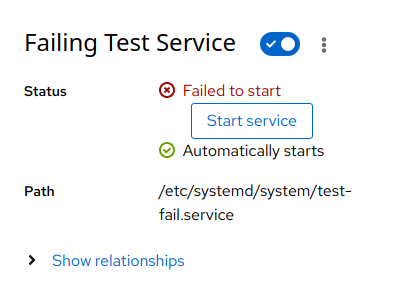 Failing Test Service
Status
Failed to start
Start service
Automatically starts
Path
/etc/systemd/system/test-
fail.service
Show relationships